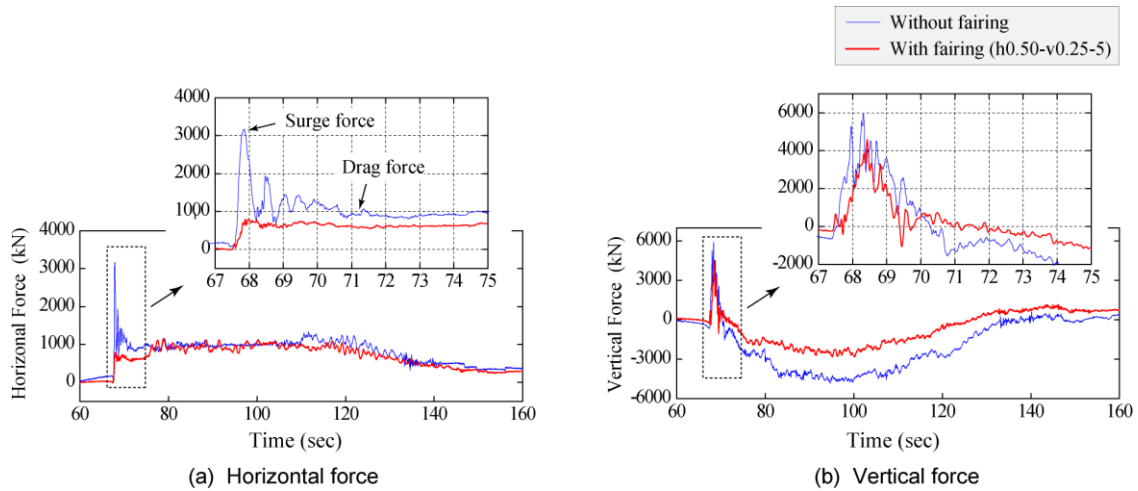 Without fairing
With fairing (h0.50-v0.25-5)
4000
3000
2000
1000
0
67 68 69 70 71 72 73 74 75
Surge force
Drag force
4000
3000
2000
1000
0
60 80 100 120 140 160
Horizonal Force (kN)
Time (sec)
(a) Horizontal force
6000
4000
2000
0
-2000
67 68 69 70 71 72 73 74 75
6000
3000
0
-3000
-6000
60 80 100 120 140 160
Vertical Force (kN)
Time (sec)
(b) Vertical force